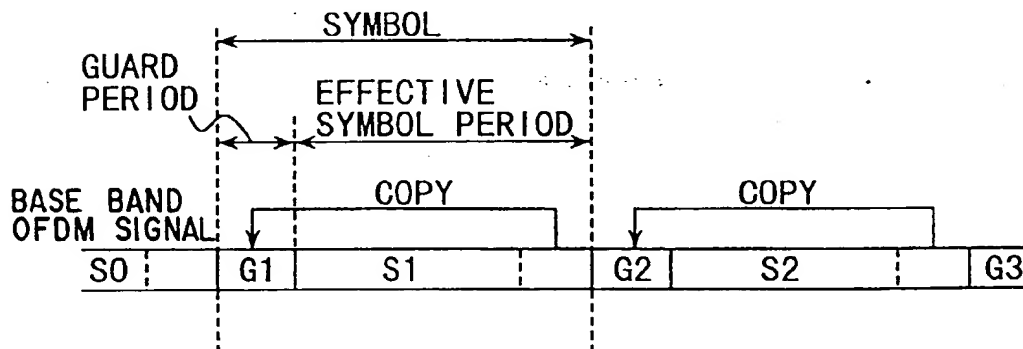 SYMBOL
GUARD
PERIOD
EFFECTIVE
SYMBOL PERIOD
BASE BAND
OFDM SIGNAL
COPY
COPY
S0 G1 S1 G2 S2 G3